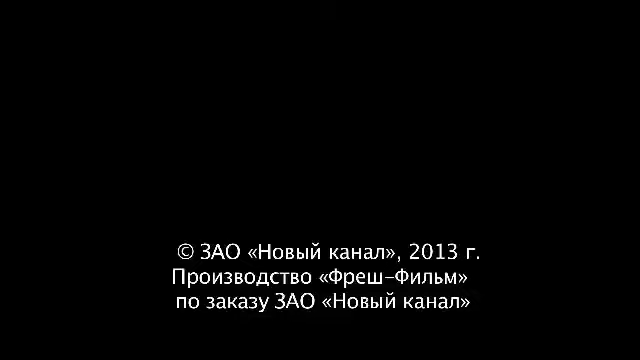 © ЗАО «Новый канал», 2013 г.
Производство «Фреш-Фильм»
по заказу ЗАО «Новый канал»